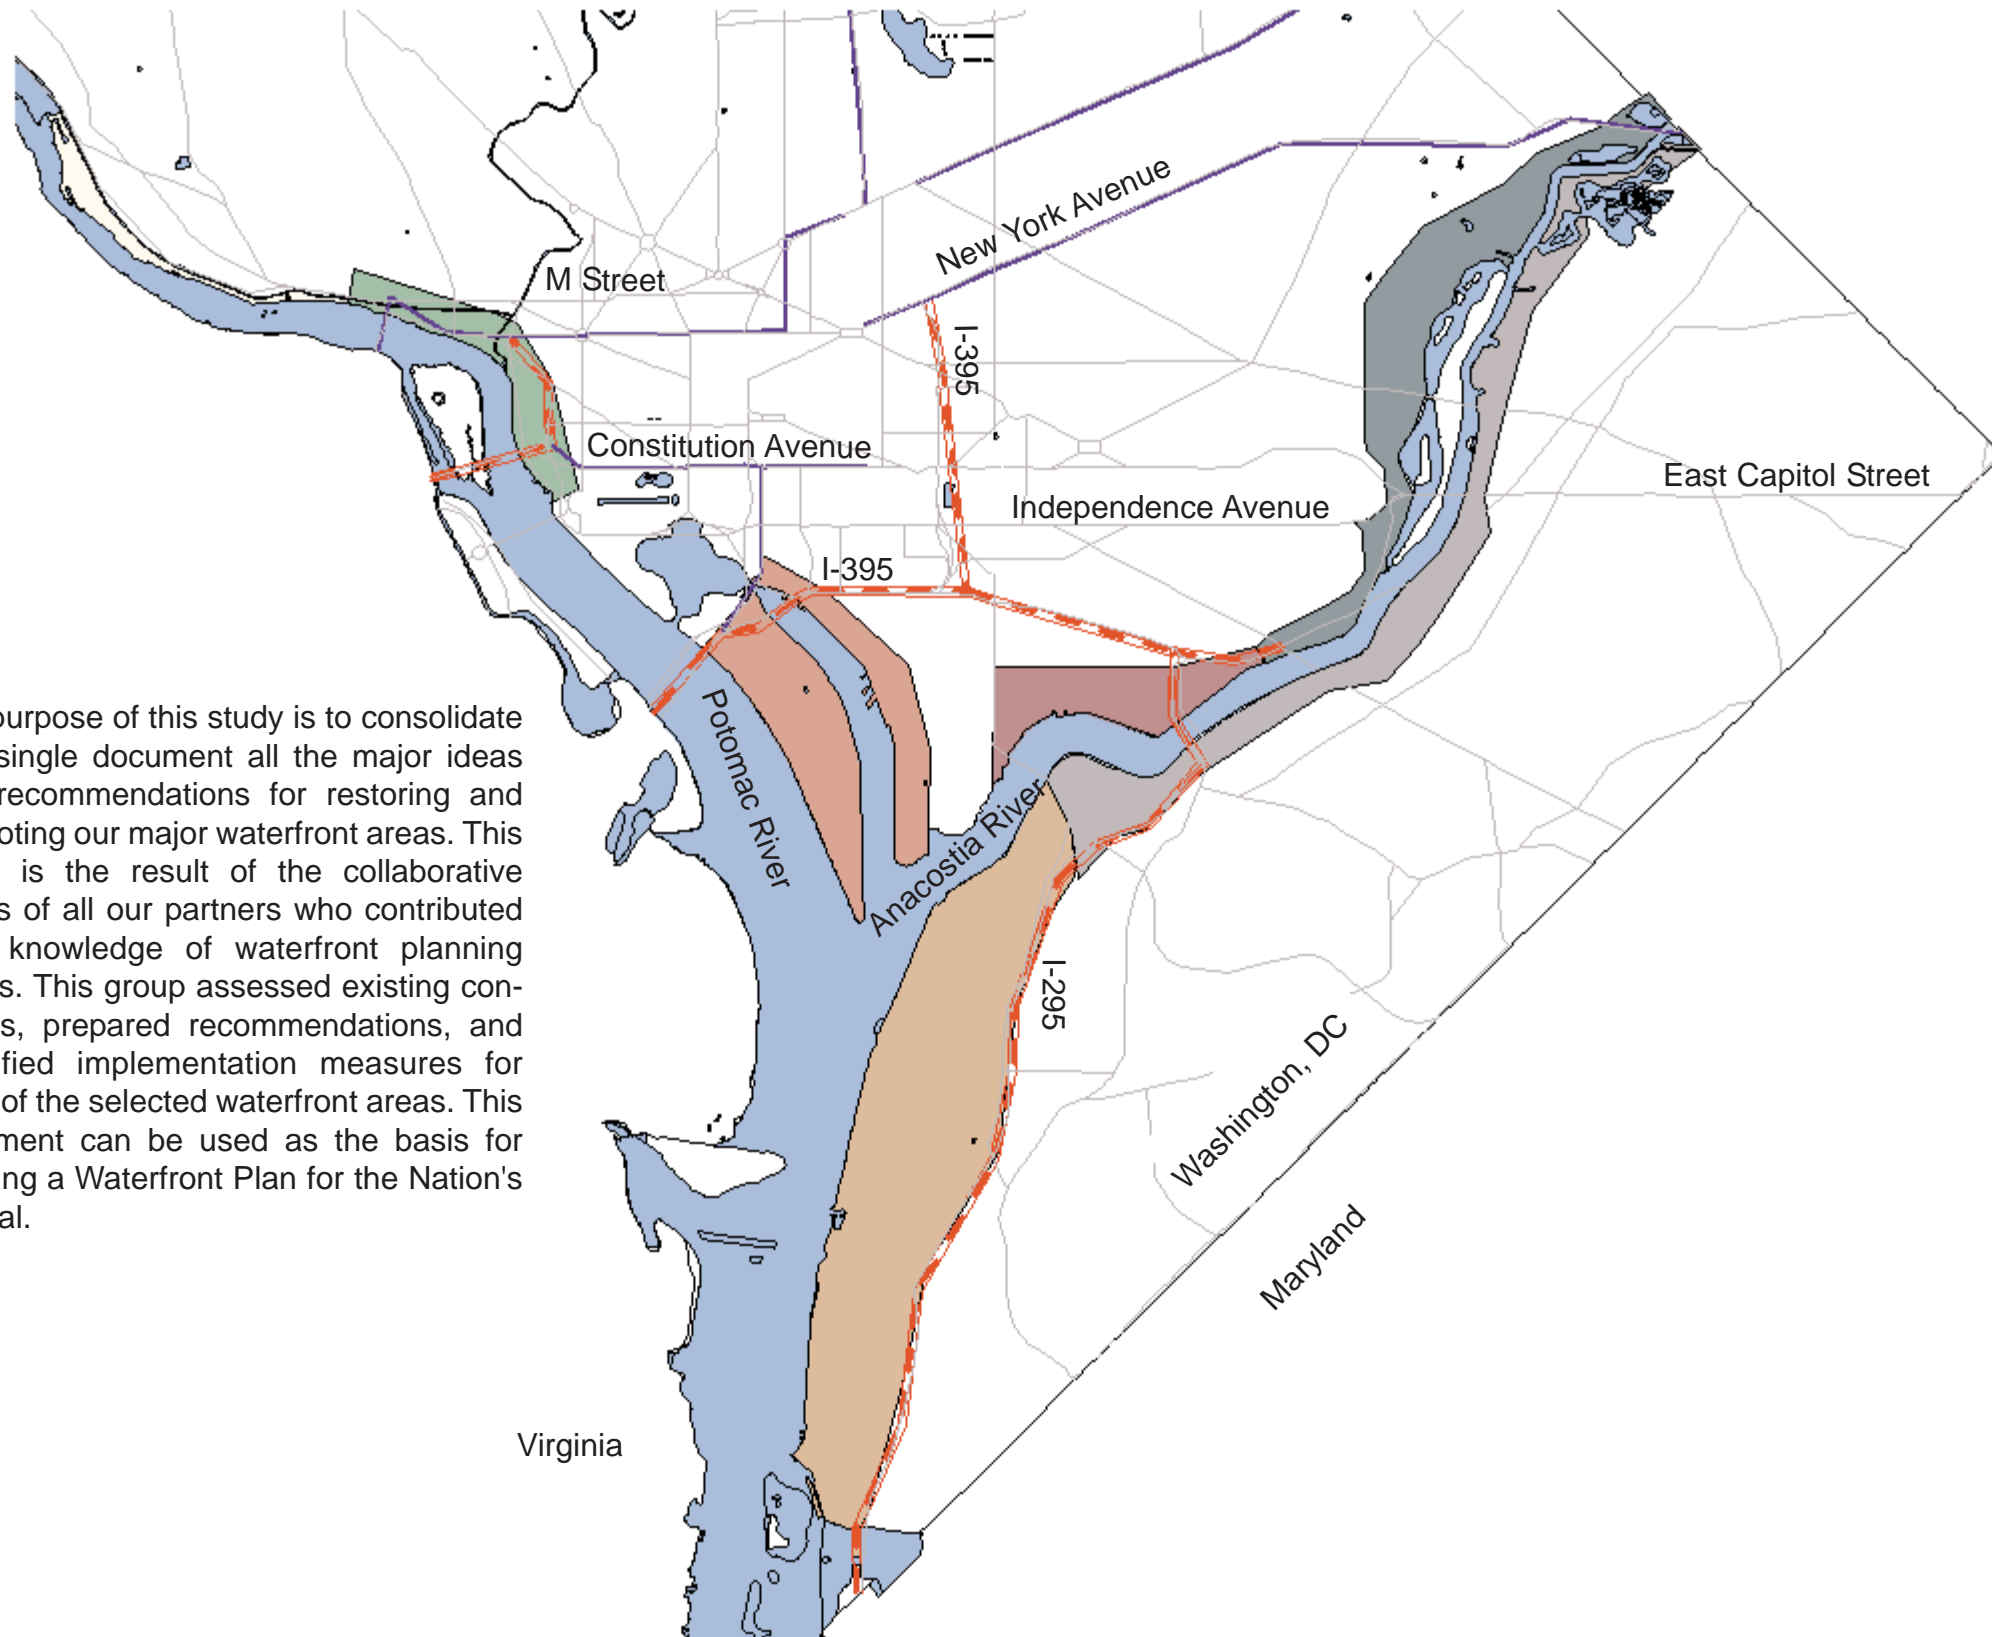 M Street
New York Avenue
I-395
Constitution Avenue
East Capitol Street
Independence Avenue
I-395
purpose of this study is to consolidate
single document all the major ideas
recommendations for restoring and
oting our major waterfront areas. This
is the result of the collaborative
s of all our partners who contributed
knowledge of waterfront planning
s. This group assessed existing con-
s, prepared recommendations, and
fied implementation measures for
of the selected waterfront areas. This
ment can be used as the basis for
ng a Waterfront Plan for the Nation's
al.
Potomac River
Anacostia River
I-295
Washington, DC
Maryland
Virginia